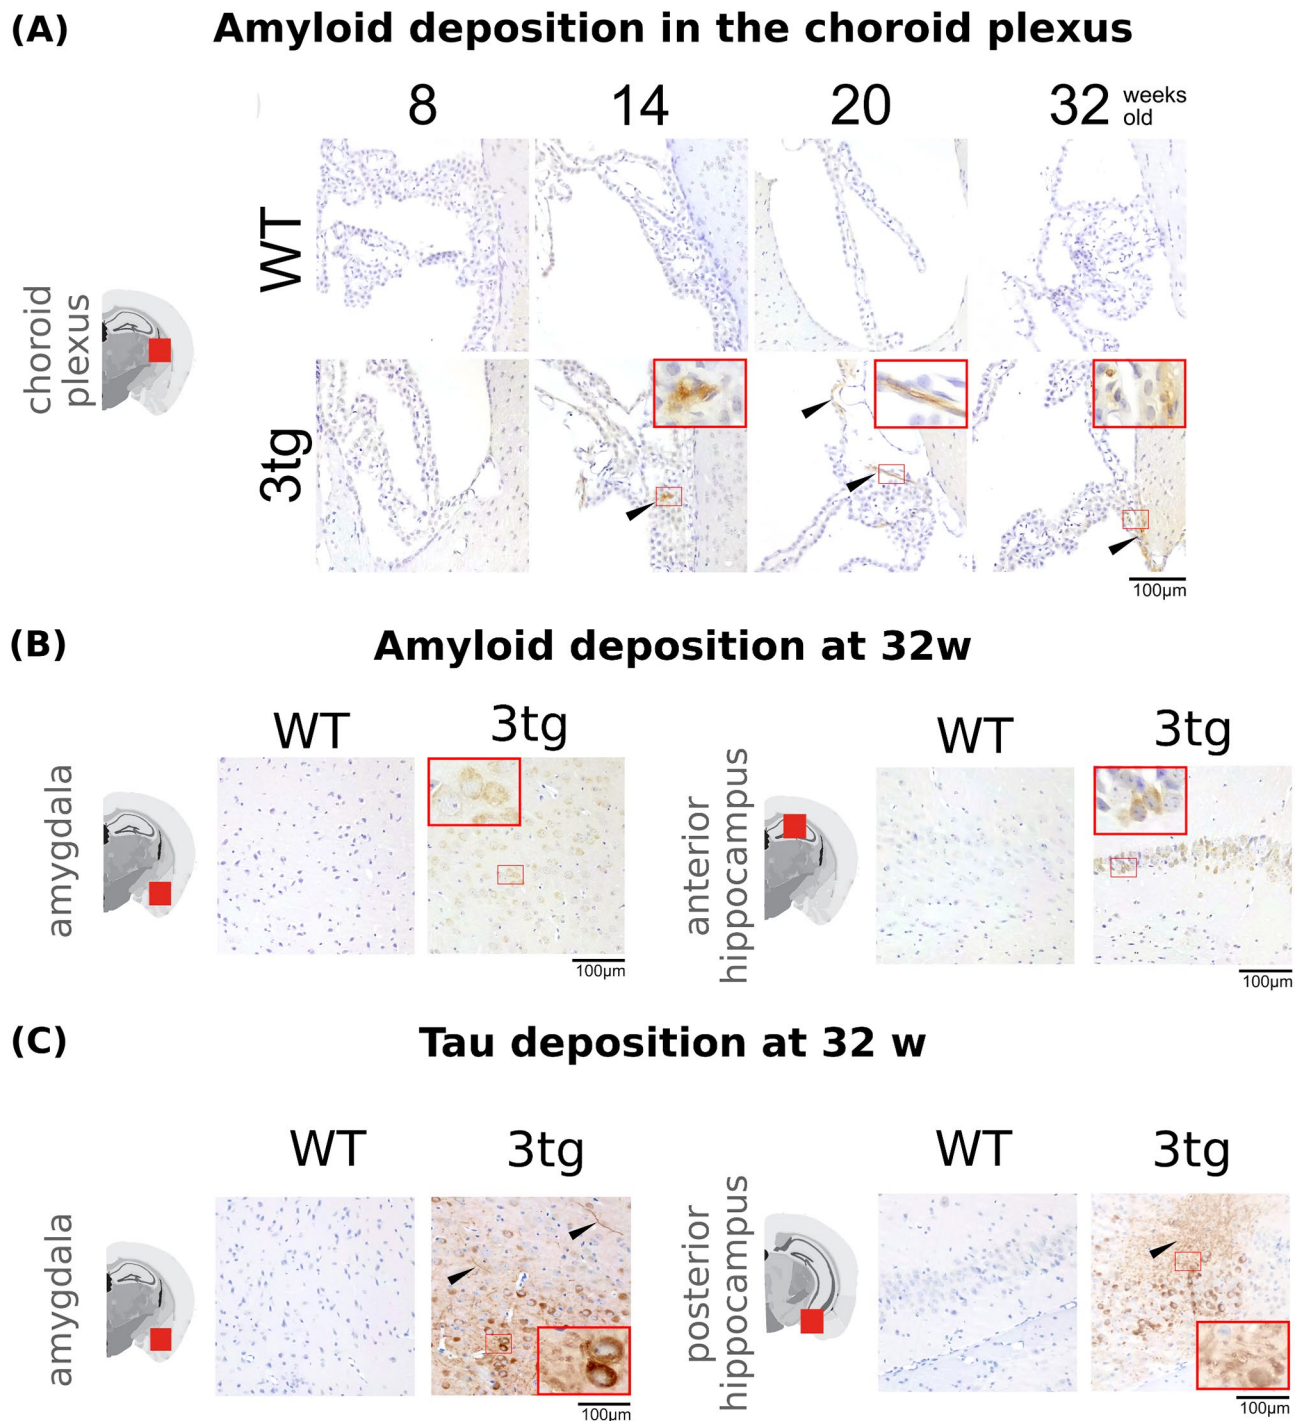 (A) Amyloid deposition in the choroid plexus
8 14 20 32 weeks old
WT
choroid
plexus
3tg
100µm
(B) Amyloid deposition at 32w
WT 3tg WT 3tg
amygdala
anterior
hippocampus
100µm 100µm
(C) Tau deposition at 32 w
WT 3tg WT 3tg
amygdala
posterior
hippocampus
100µm 100µm